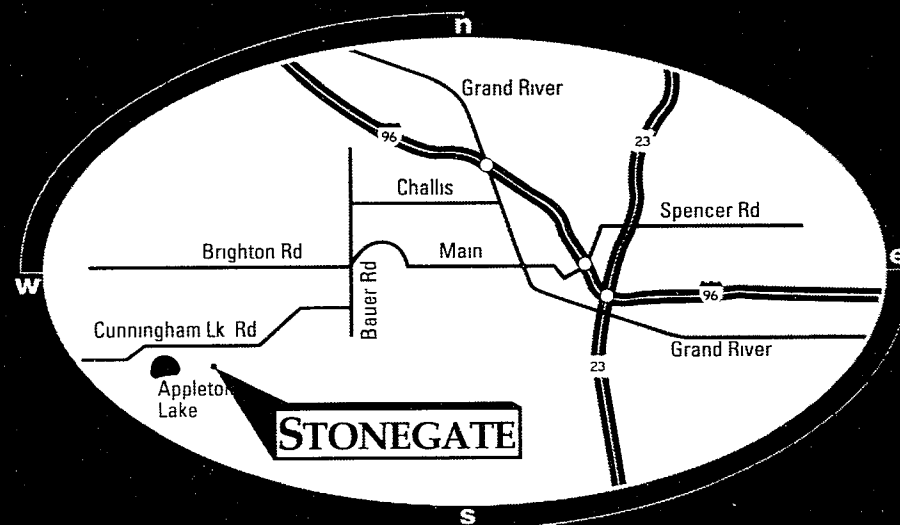 n
Grand River
96
23
Challis
Spencer Rd
Brighton Rd
Main
w
e
Bauer Rd
96
Cunningham Lk Rd
Grand River
23
Appleton
Lake
STONEGATE
s